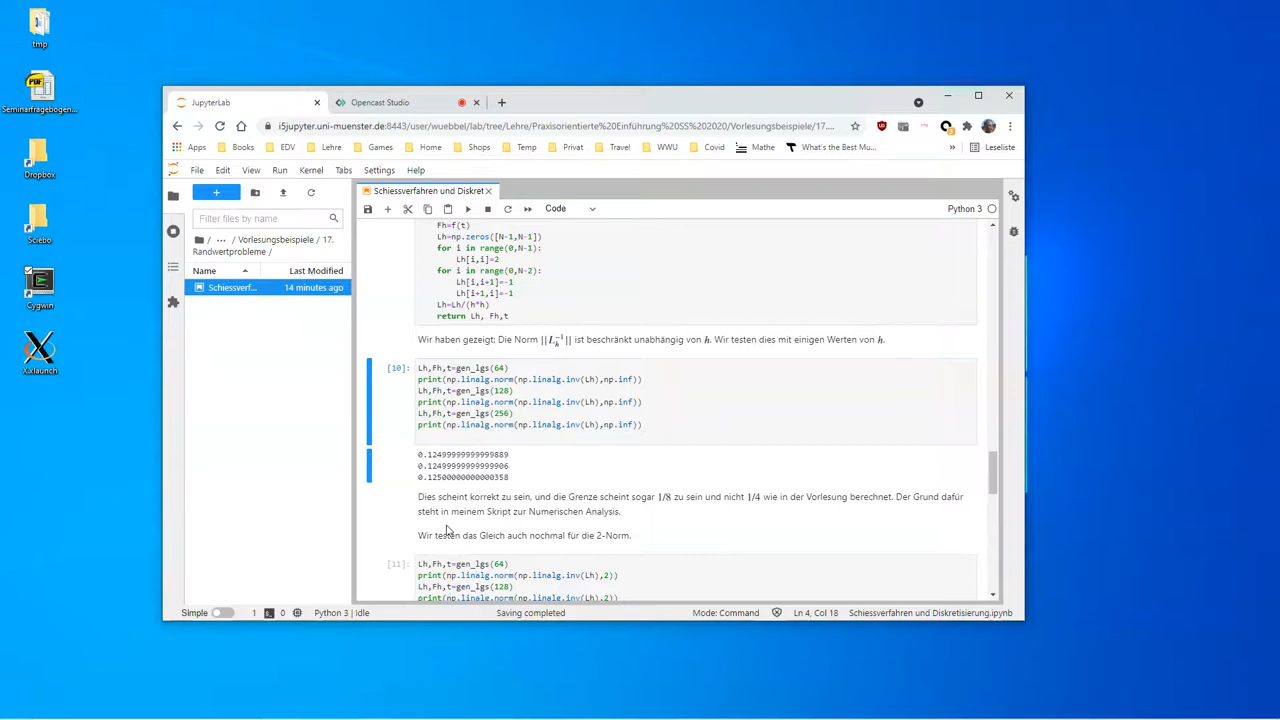 tmp
PDF
Seminarfragebogen...
Dropbox
Sciebo
Cygwin
X.xlaunch
JupyterLab
Opencast Studio
i5jupyter.uni-muenster.de:8443/user/wuebbel/lab/tree/Lehre/Praxisorientierte%20Einführung%20SS%202020/Vorlesungsbeispiele/17....
Apps
Books
EDV
Lehre
Games
Home
Shops
Temp
Privat
Travel
WWU
Covid
Mathe
What's the Best Mu...
»
Leseliste
File Edit View Run Kernel Tabs Settings Help
Filter files by name
/ ... / Vorlesungsbeispiele / 17.
Randwertprobleme /
Name Last Modified
Schiessverf... 14 minutes ago
Schiessverfahren und Diskret
Code
Python 3
Fh=f(t)
Lh=np.zeros([N-1,N-1])
for i in range(0,N-1):
Lh[i,i]=2
for i in range(0,N-2):
Lh[i,i+1]=-1
Lh[i+1,i]=-1
Lh=Lh/(h*h)
return Lh, Fh,t
Wir haben gezeigt: Die Norm ||L_h^{-1}|| ist beschränkt unabhängig von h. Wir testen dies mit einigen Werten von h.
[10]: Lh,Fh,t=gen_lgs(64)
print(np.linalg.norm(np.linalg.inv(Lh),np.inf))
Lh,Fh,t=gen_lgs(128)
print(np.linalg.norm(np.linalg.inv(Lh),np.inf))
Lh,Fh,t=gen_lgs(256)
print(np.linalg.norm(np.linalg.inv(Lh),np.inf))
0.12499999999999889
0.12499999999999906
0.12500000000000358
Dies scheint korrekt zu sein, und die Grenze scheint sogar 1/8 zu sein und nicht 1/4 wie in der Vorlesung berechnet. Der Grund dafür
steht in meinem Skript zur Numerischen Analysis.
Wir testen das Gleich auch nochmal für die 2-Norm.
[11]: Lh,Fh,t=gen_lgs(64)
print(np.linalg.norm(np.linalg.inv(Lh),2))
Lh,Fh,t=gen_lgs(128)
print(np.linalg.norm(np.linalg.inv(Lh),2))
Simple 1 0 Python 3 | Idle Saving completed Mode: Command Ln 4, Col 18 Schiessverfahren und Diskretisierung.ipynb